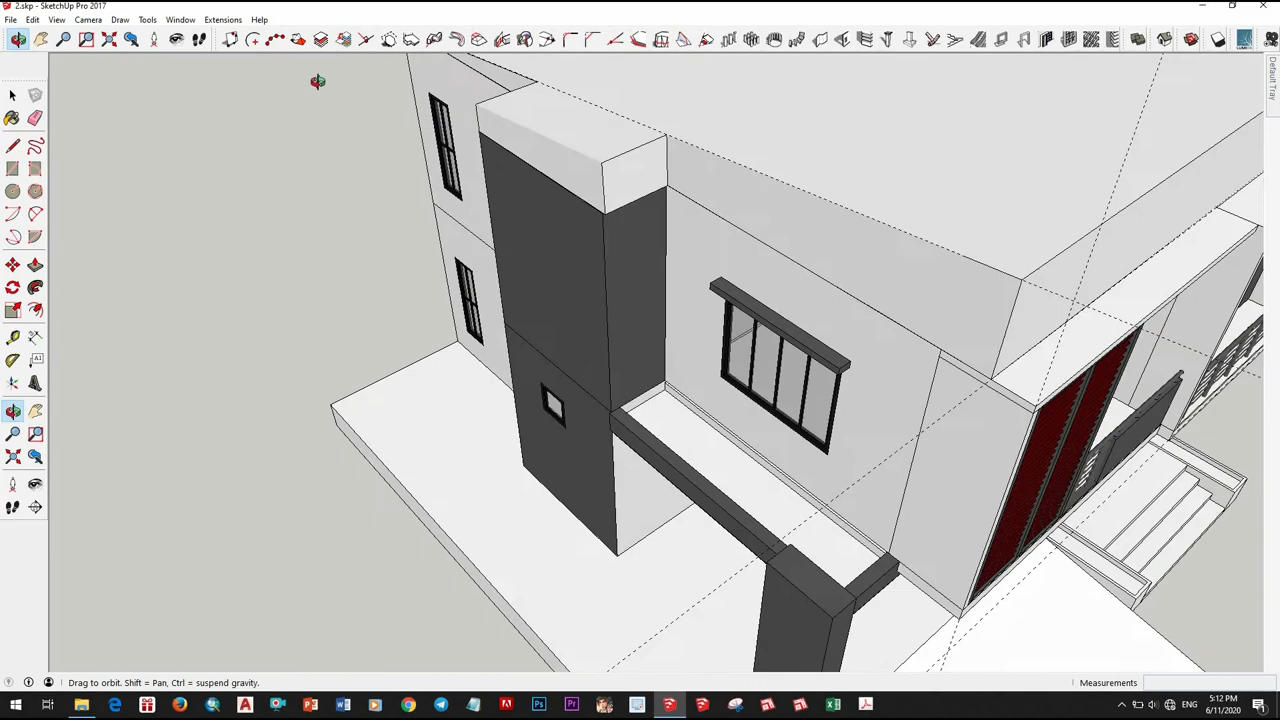 2.skp - SketchUp Pro 2017
File Edit View Camera Draw Tools Window Extensions Help
Default Tray
A1
Drag to orbit. Shift = Pan, Ctrl = suspend gravity.
Measurements
ENG
5:12 PM
6/11/2020